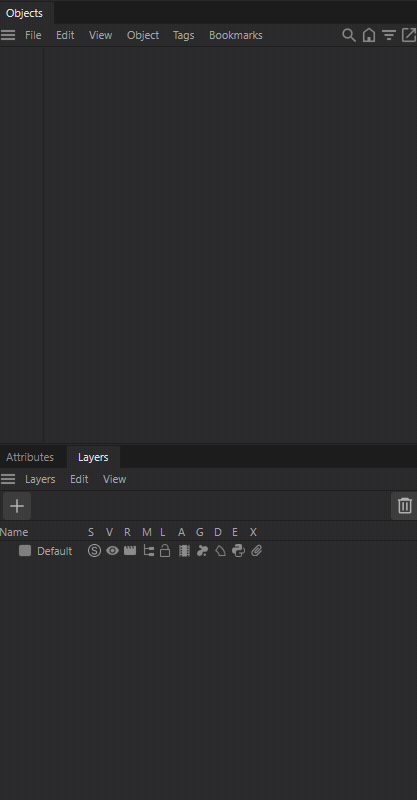 Objects
File Edit View Object Tags Bookmarks
Attributes Layers
Layers Edit View
Name S V R M L A G D E X
Default